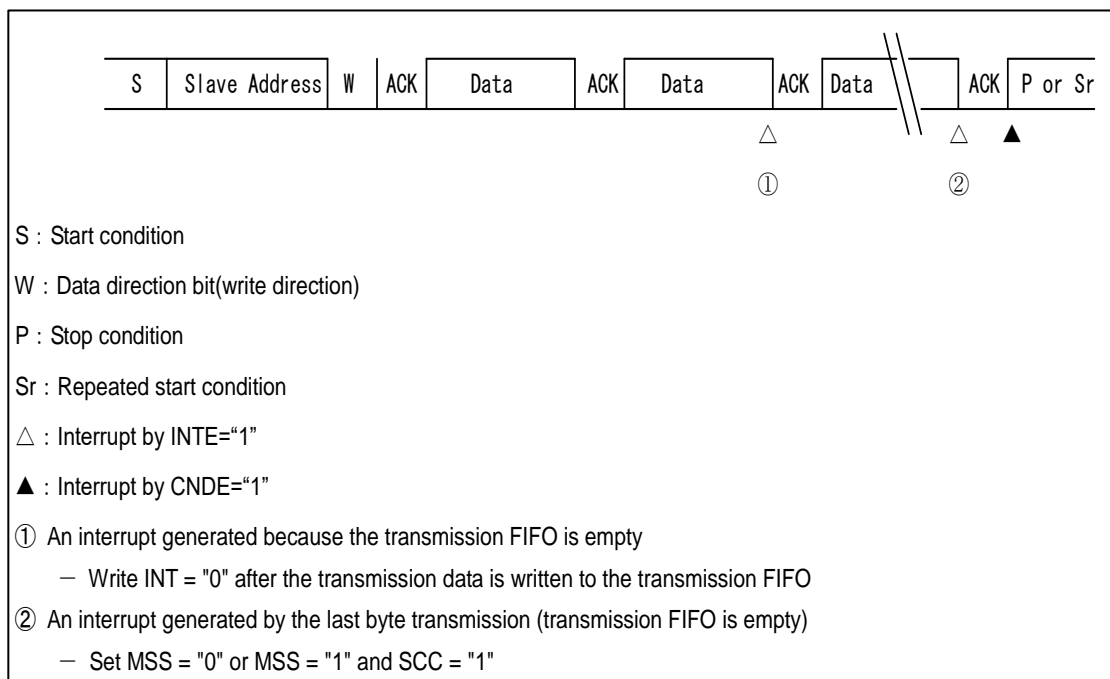 S Slave Address W ACK Data ACK Data ACK Data ACK P or Sr
△ △ ▲
① ②
S : Start condition
W : Data direction bit(write direction)
P : Stop condition
Sr : Repeated start condition
△ : Interrupt by INTE=“1”
▲ : Interrupt by CNDE=“1”
① An interrupt generated because the transmission FIFO is empty
− Write INT = "0" after the transmission data is written to the transmission FIFO
② An interrupt generated by the last byte transmission (transmission FIFO is empty)
− Set MSS = "0" or MSS = "1" and SCC = "1"